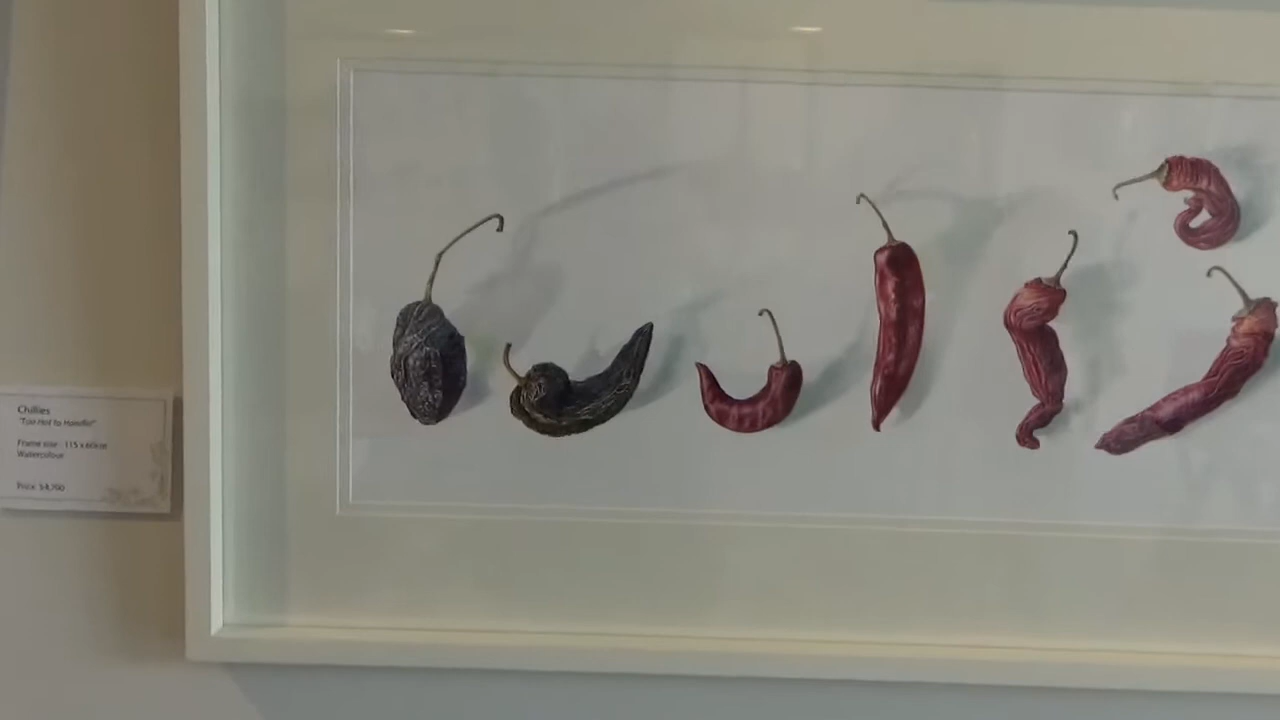 Chillies
"Too Hot to Handle"
Frame size : 115 x 60cm
Watercolour
Price: $4,700